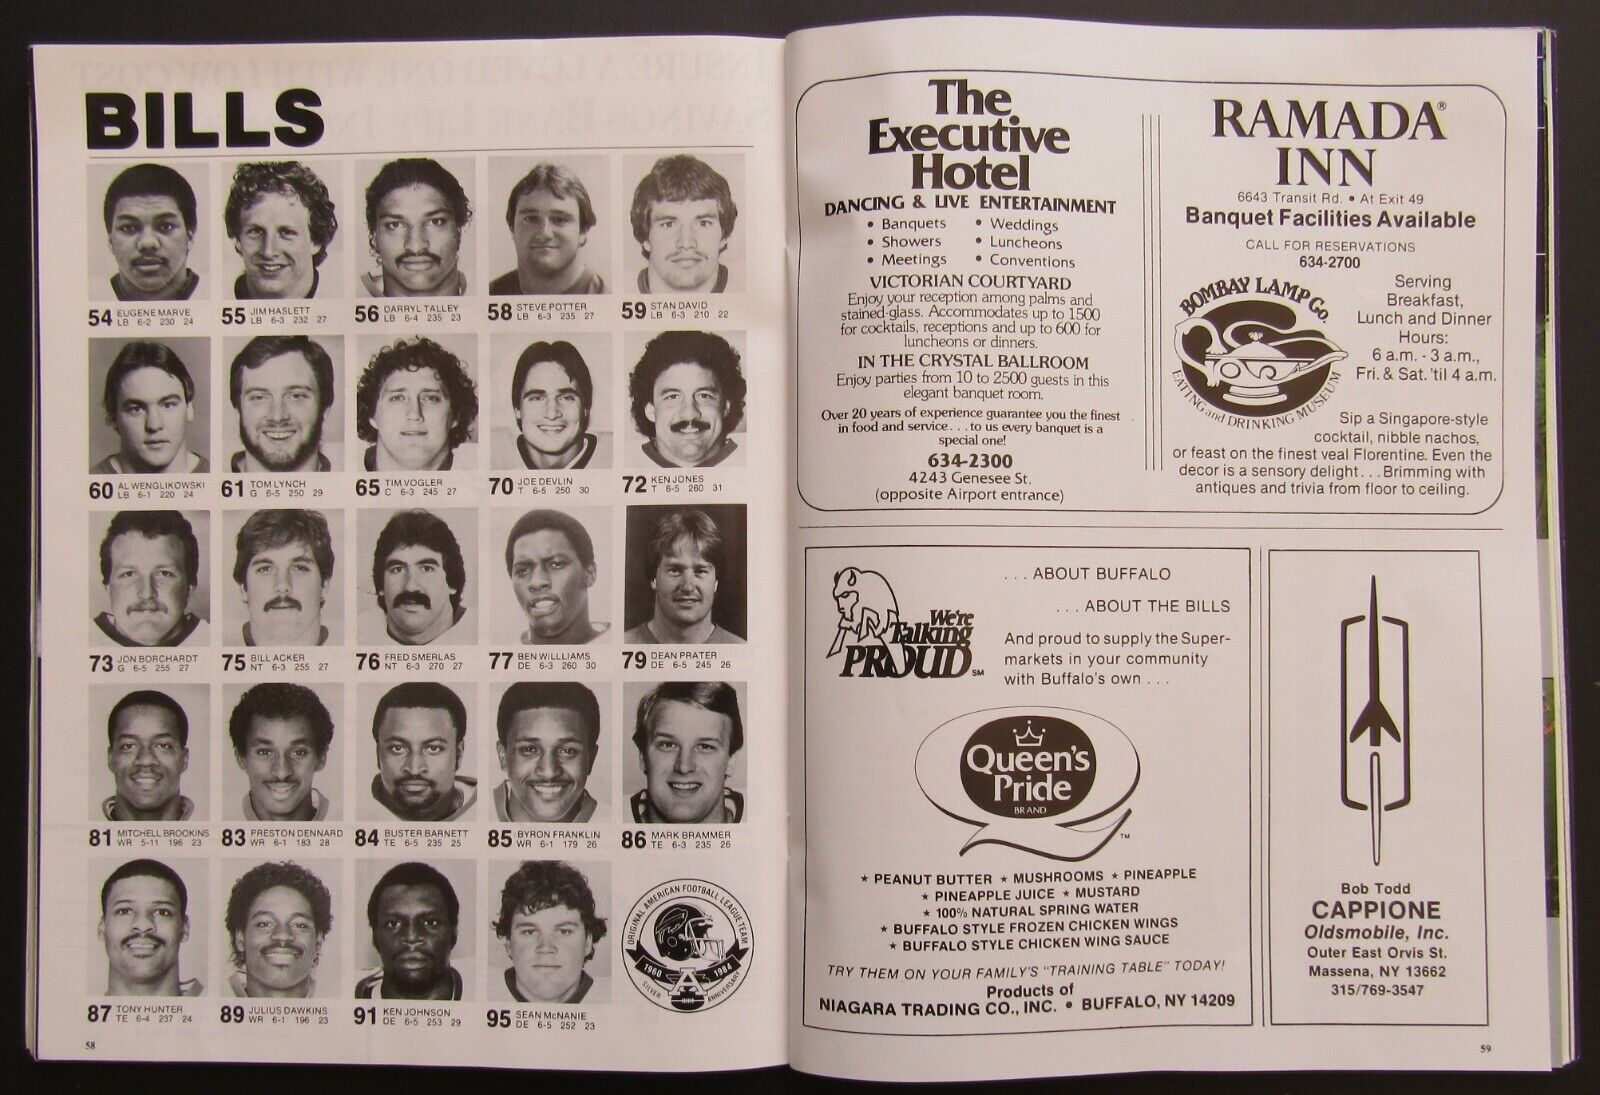 BILLS
54 EUGENE MARVE
LB 6-2 230 24
55 JIM HASLETT
LB 6-3 232 27
56 DARRYL TALLEY
LB 6-4 235 23
58 STEVE POTTER
LB 6-3 235 27
59 STAN DAVID
LB 6-3 210 22
60 AL WENGLIKOWSKI
LB 6-1 220 24
61 TOM LYNCH
G 6-5 250 29
65 TIM VOGLER
C 6-3 245 27
70 JOE DEVLIN
T 6-5 250 30
72 KEN JONES
T 6-5 260 31
73 JON BORCHARDT
G 6-5 255 27
75 BILL ACKER
NT 6-3 255 27
76 FRED SMERLAS
NT 6-3 270 27
77 BEN WILLLIAMS
DE 6-3 260 30
79 DEAN PRATER
DE 6-5 245 26
81 MITCHELL BROOKINS
WR 5-11 196 23
83 PRESTON DENNARD
WR 6-1 183 28
84 BUSTER BARNETT
TE 6-5 235 25
85 BYRON FRANKLIN
WR 6-1 179 26
86 MARK BRAMMER
TE 6-3 235 26
87 TONY HUNTER
TE 6-4 237 24
89 JULIUS DAWKINS
WR 6-1 196 23
91 KEN JOHNSON
DE 6-5 253 29
95 SEAN McNANIE
DE 6-5 252 23
ORIGINAL AMERICAN FOOTBALL LEAGUE TEAM
1960 A 1984
SILVER ANNIVERSARY
58
The
Executive
Hotel
DANCING & LIVE ENTERTAINMENT
• Banquets • Weddings
• Showers • Luncheons
• Meetings • Conventions
VICTORIAN COURTYARD
Enjoy your reception among palms and
stained-glass. Accommodates up to 1500
for cocktails, receptions and up to 600 for
luncheons or dinners.
IN THE CRYSTAL BALLROOM
Enjoy parties from 10 to 2500 guests in this
elegant banquet room.
Over 20 years of experience guarantee you the finest
in food and service...to us every banquet is a
special one!
634-2300
4243 Genesee St.
(opposite Airport entrance)
RAMADA®
INN
6643 Transit Rd. • At Exit 49
Banquet Facilities Available
CALL FOR RESERVATIONS
634-2700
BOMBAY LAMP Co.
EATING and DRINKING MUSEUM
Serving
Breakfast,
Lunch and Dinner
Hours:
6 a.m. - 3 a.m.,
Fri. & Sat. 'til 4 a.m.
Sip a Singapore-style
cocktail, nibble nachos,
or feast on the finest veal Florentine. Even the
decor is a sensory delight...Brimming with
antiques and trivia from floor to ceiling.
We're
Talking
PROUD SM
... ABOUT BUFFALO
... ABOUT THE BILLS
And proud to supply the Super-
markets in your community
with Buffalo's own ...
Queen's
Pride
BRAND
TM
★ PEANUT BUTTER ★ MUSHROOMS ★ PINEAPPLE
★ PINEAPPLE JUICE ★ MUSTARD
★ 100% NATURAL SPRING WATER
★ BUFFALO STYLE FROZEN CHICKEN WINGS
★ BUFFALO STYLE CHICKEN WING SAUCE
TRY THEM ON YOUR FAMILY'S "TRAINING TABLE" TODAY!
Products of
NIAGARA TRADING CO., INC. • BUFFALO, NY 14209
Bob Todd
CAPPIONE
Oldsmobile, Inc.
Outer East Orvis St.
Massena, NY 13662
315/769-3547
59